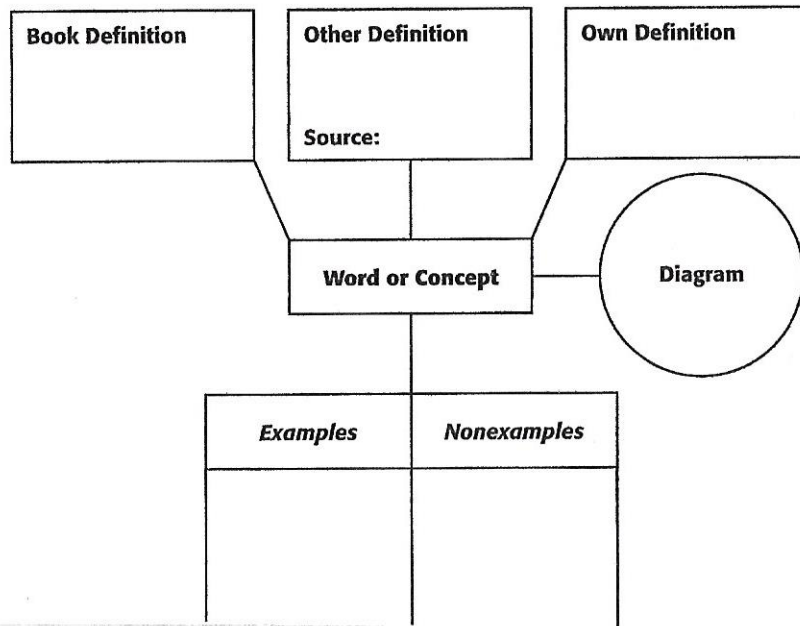 Book Definition
Other Definition
Source:
Own Definition
Word or Concept
Diagram
Examples
Nonexamples